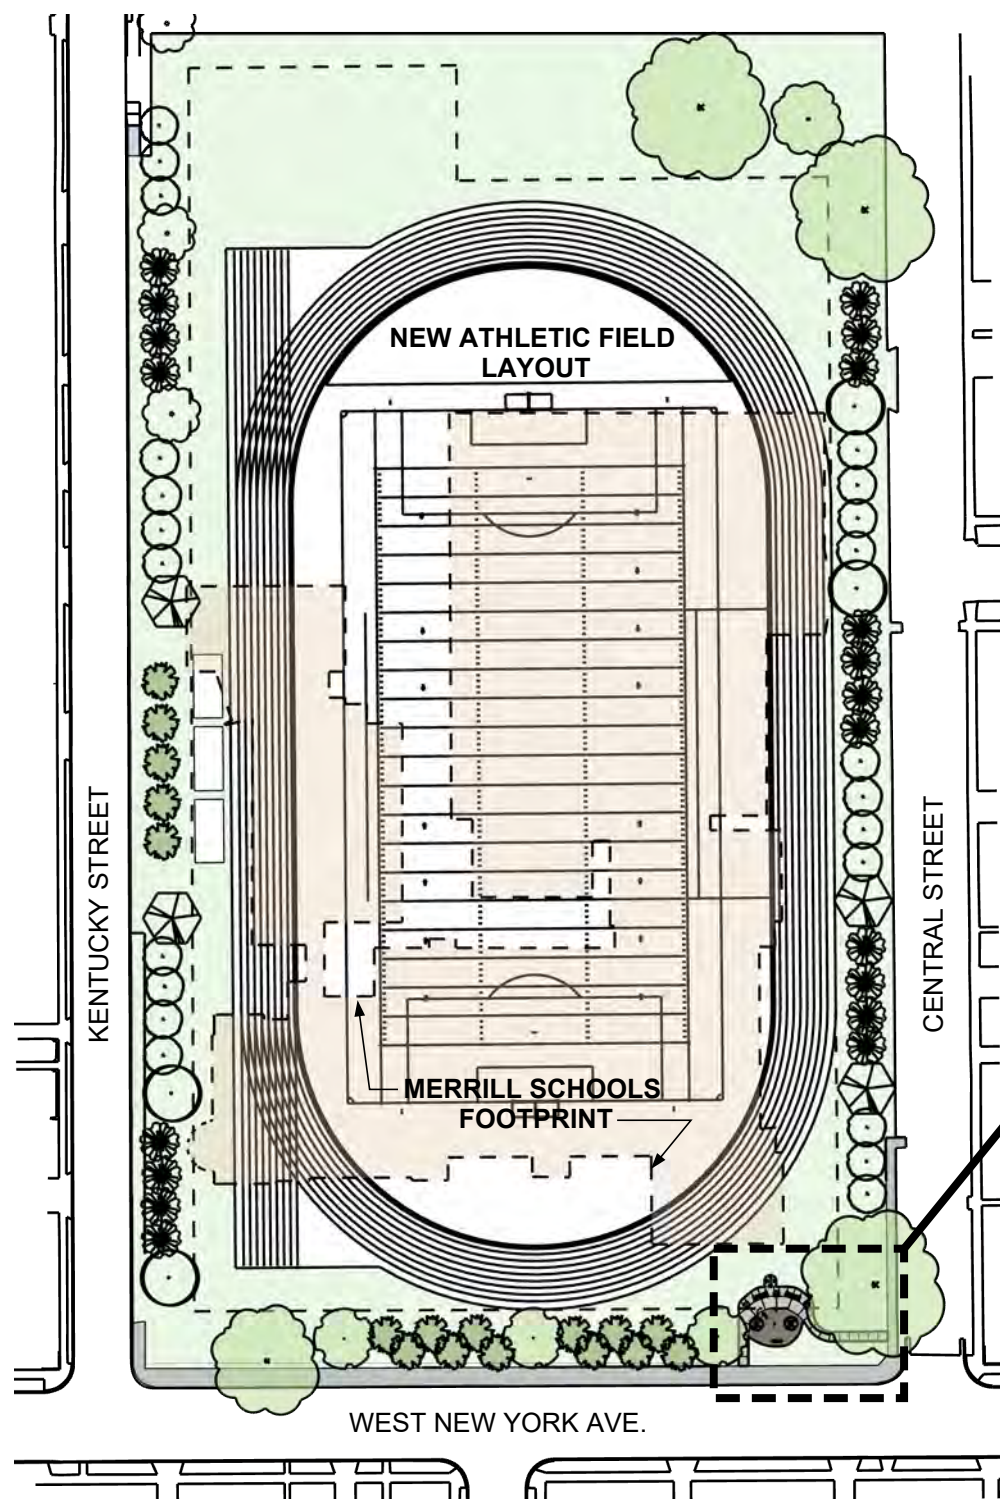 NEW ATHLETIC FIELD
LAYOUT
KENTUCKY STREET
CENTRAL STREET
MERRILL SCHOOLS
FOOTPRINT
WEST NEW YORK AVE.